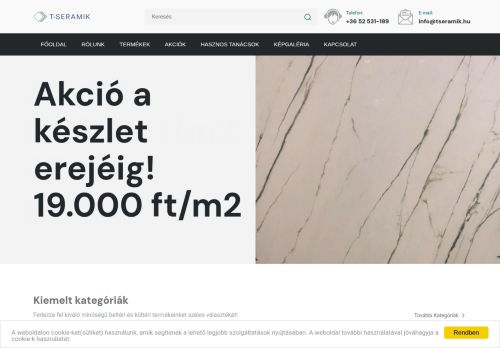 T-SERAMIK
Keresés
Telefon:
+36 52 531-189
E-mail:
info@tseramik.hu
FŐOLDAL
RÓLUNK
TERMÉKEK
AKCIÓK
HASZNOS TANÁCSOK
KÉPGALÉRIA
KAPCSOLAT
Akció a
készlet
erejéig!
19.000 ft/m2
Kiemelt kategóriák
Fedezze fel kiváló minőségű beltéri és kültéri termékeinket széles választékát!
További Kategóriák
A weboldalon cookie-kat(sütiket) használunk, amik segítenek a lehető legjobb szolgáltatások nyújtásában. A weboldal további használatával jóváhagyja a
cookie-k használatát.
Rendben